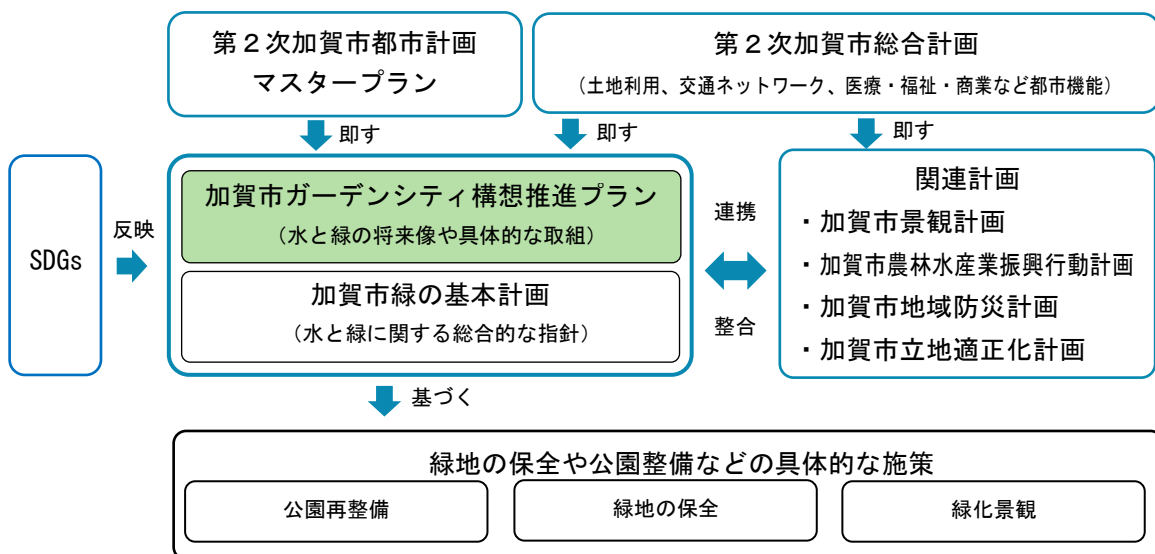 第２次加賀市都市計画
マスタープラン
第２次加賀市総合計画
（土地利用、交通ネットワーク、医療・福祉・商業など都市機能）
即す
即す
即す
SDGs
反映
加賀市ガーデンシティ構想推進プラン
（水と緑の将来像や具体的な取組）
加賀市緑の基本計画
（水と緑に関する総合的な指針）
連携
整合
関連計画
・加賀市景観計画
・加賀市農林水産業振興行動計画
・加賀市地域防災計画
・加賀市立地適正化計画
基づく
緑地の保全や公園整備などの具体的な施策
公園再整備
緑地の保全
緑化景観